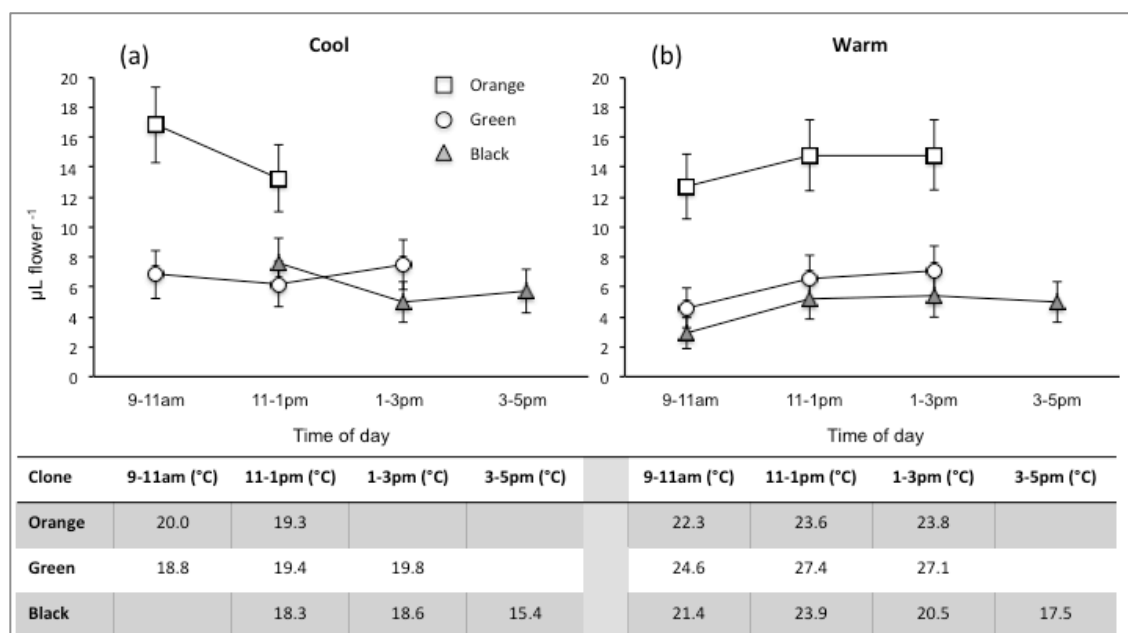 (a) Cool
(b) Warm
Orange
Green
Black
µL flower -1
20
18
16
14
12
10
8
6
4
2
0
9-11am 11-1pm 1-3pm 3-5pm
Time of day
20
18
16
14
12
10
8
6
4
2
0
9-11am 11-1pm 1-3pm 3-5pm
Time of day
Clone 9-11am (°C) 11-1pm (°C) 1-3pm (°C) 3-5pm (°C) 9-11am (°C) 11-1pm (°C) 1-3pm (°C) 3-5pm (°C)
Orange 20.0 19.3 22.3 23.6 23.8
Green 18.8 19.4 19.8 24.6 27.4 27.1
Black 18.3 18.6 15.4 21.4 23.9 20.5 17.5